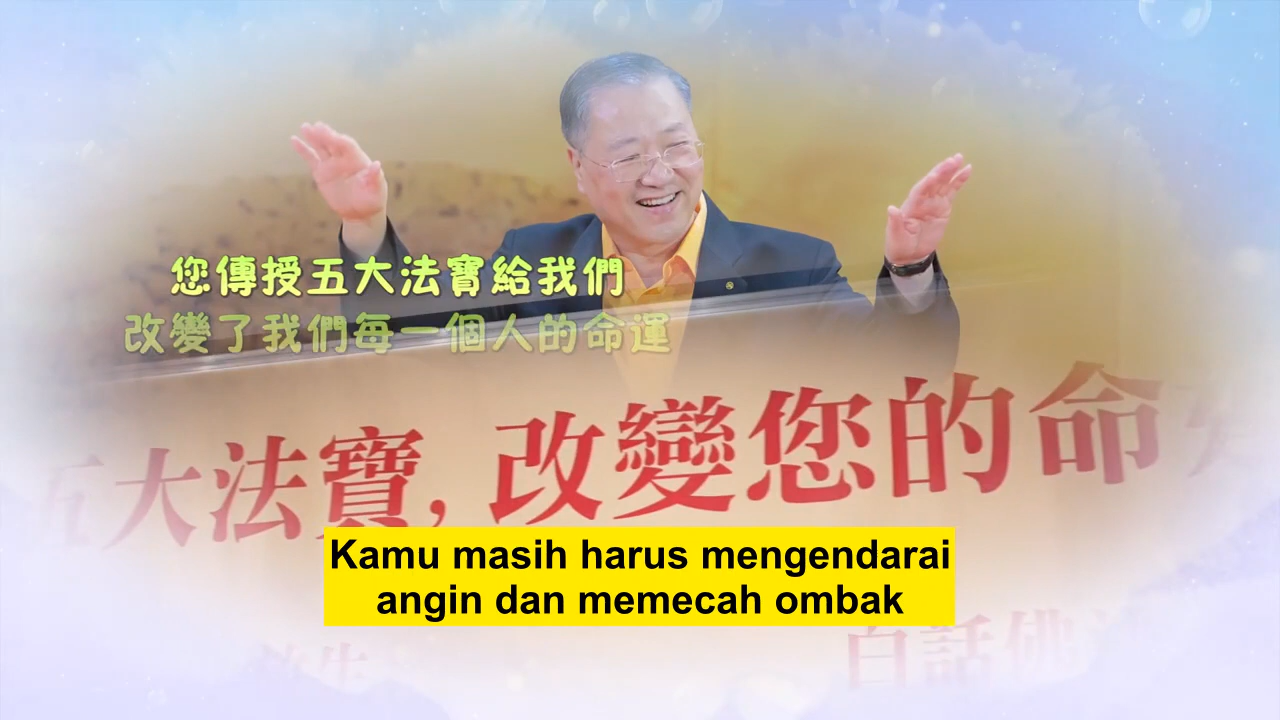 您傳授五大法寶給我們
改變了我們每一個人的命運
五大法寶, 改變您的命
Kamu masih harus mengendarai
angin dan memecah ombak
白話佛